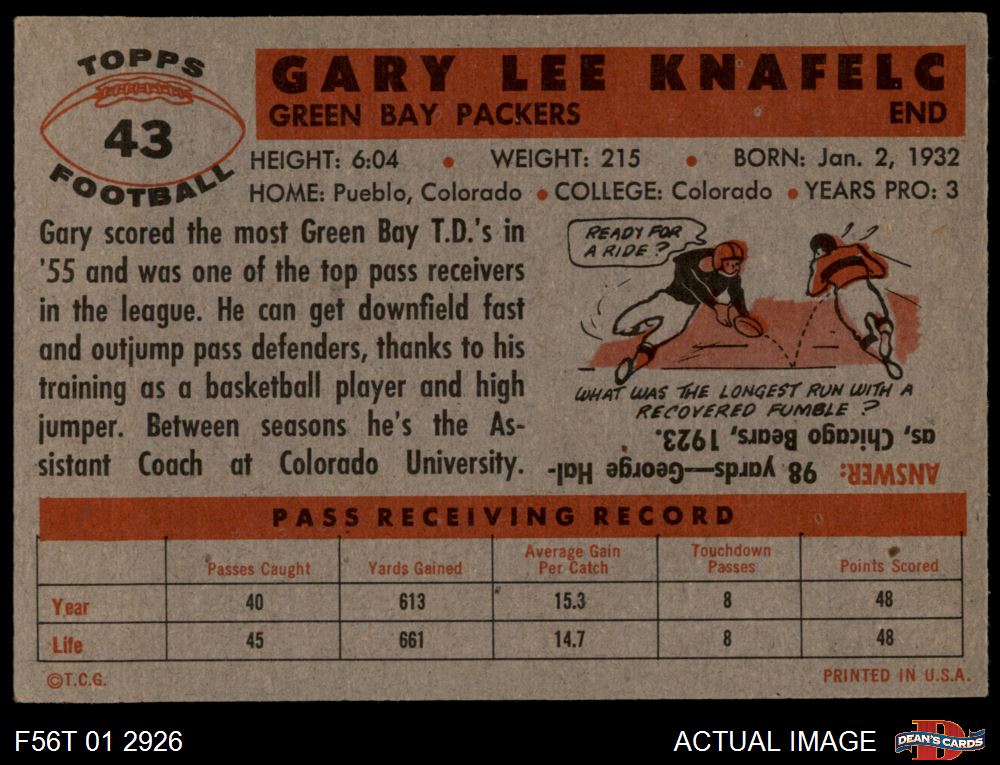 TOPPS
43
FOOTBALL
GARY LEE KNAFELC
GREEN BAY PACKERS END
HEIGHT: 6:04 • WEIGHT: 215 • BORN: Jan. 2, 1932
HOME: Pueblo, Colorado • COLLEGE: Colorado • YEARS PRO: 3
Gary scored the most Green Bay T.D.'s in
'55 and was one of the top pass receivers
in the league. He can get downfield fast
and outjump pass defenders, thanks to his
training as a basketball player and high
jumper. Between seasons he's the As-
sistant Coach at Colorado University.
READY FOR
A RIDE?
WHAT WAS THE LONGEST RUN WITH A
RECOVERED FUMBLE?
ANSWER: 98 yards—George Hal-
as, Chicago Bears, 1923.
PASS RECEIVING RECORD
Passes Caught Yards Gained Average Gain Per Catch Touchdown Passes Points Scored
Year 40 613 15.3 8 48
Life 45 661 14.7 8 48
©T.C.G. PRINTED IN U.S.A.
F56T 01 2926 ACTUAL IMAGE DEAN'S CARDS